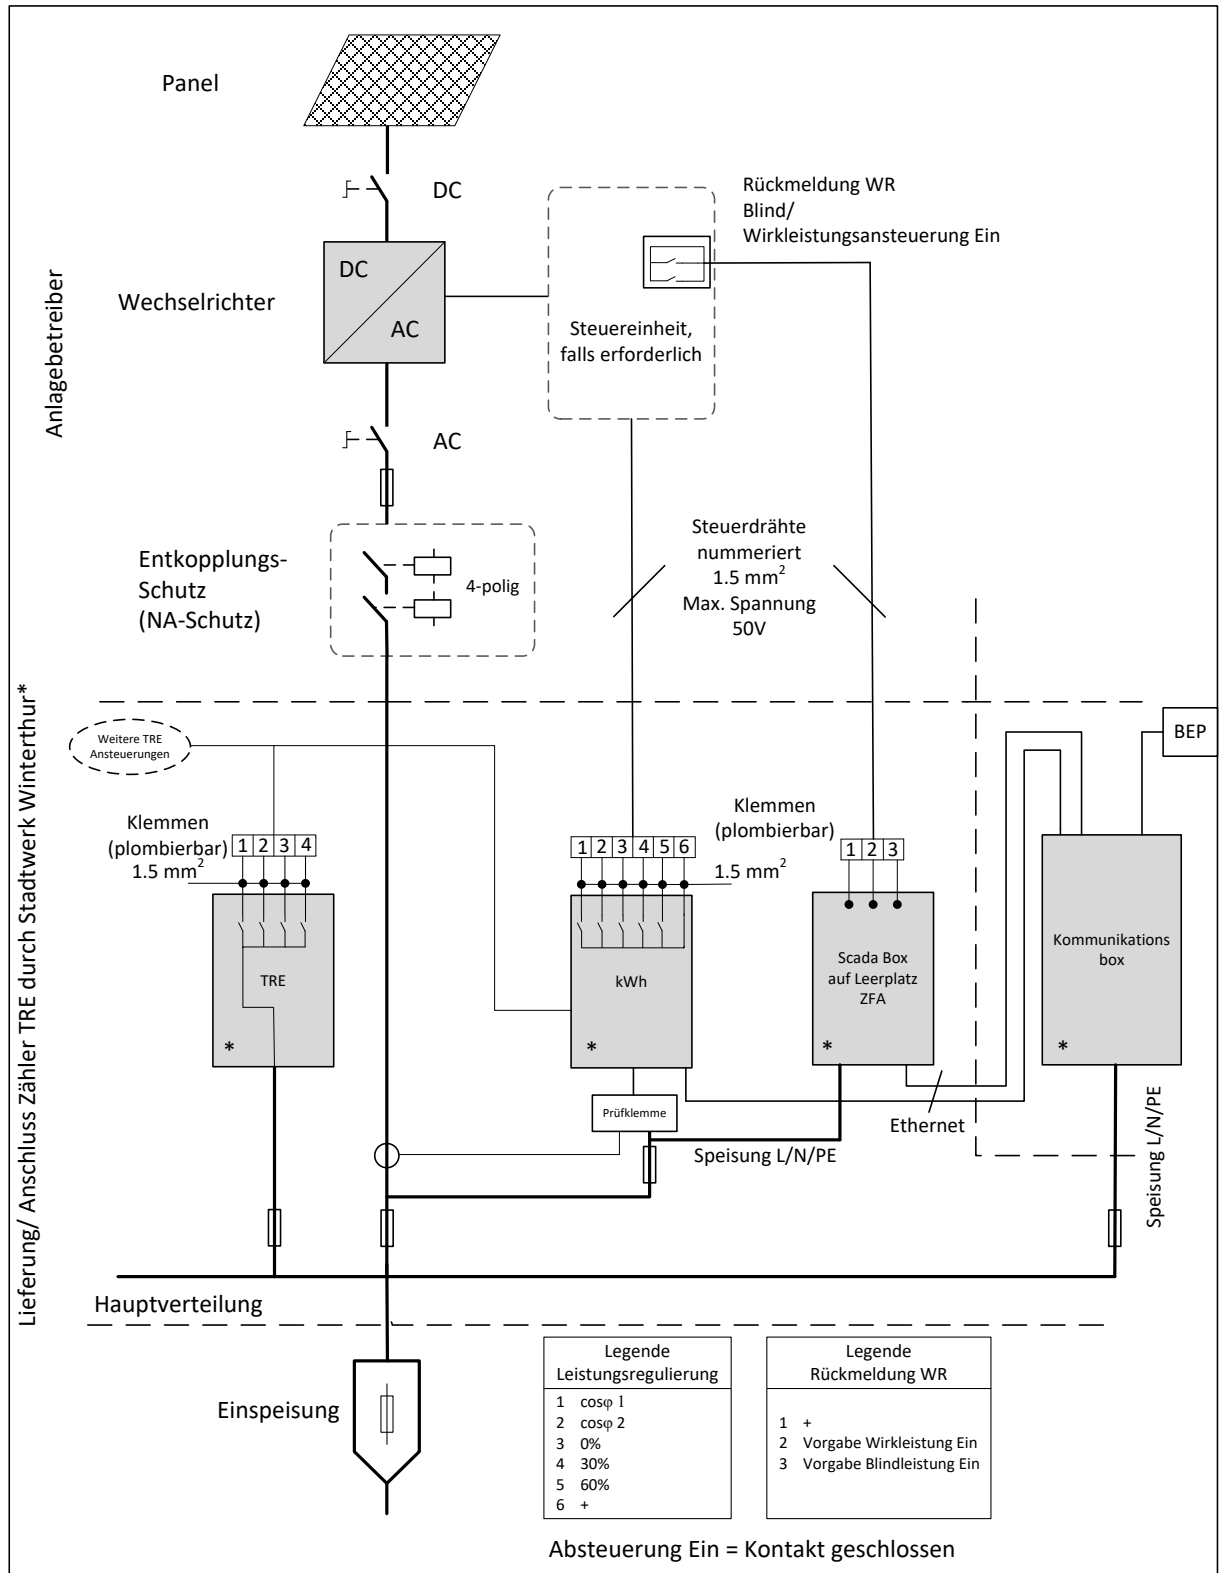 Panel
DC
Rückmeldung WR
Blind/
Wirkleistungsansteuerung Ein
DC
AC
Wechselrichter
Steuereinheit,
falls erforderlich
Anlagebetreiber
AC
Entkopplungs-
Schutz
(NA-Schutz)
4-polig
Steuerdrähte
nummeriert
1.5 mm²
Max. Spannung
50V
Lieferung/ Anschluss Zähler TRE durch Stadtwerk Winterthur*
Weitere TRE
Ansteuerungen
BEP
Klemmen
(plombierbar)
1.5 mm²
1 2 3 4
1 2 3 4 5 6
Klemmen
(plombierbar)
1.5 mm²
1 2 3
TRE
*
kWh
*
Scada Box
auf Leerplatz
ZFA
*
Kommunikations
box
*
Prüfklemme
Ethernet
Speisung L/N/PE
Speisung L/N/PE
Hauptverteilung
Einspeisung
Legende
Leistungsregulierung
1 cosφ 1
2 cosφ 2
3 0%
4 30%
5 60%
6 +
Legende
Rückmeldung WR
1 +
2 Vorgabe Wirkleistung Ein
3 Vorgabe Blindleistung Ein
Absteuerung Ein = Kontakt geschlossen